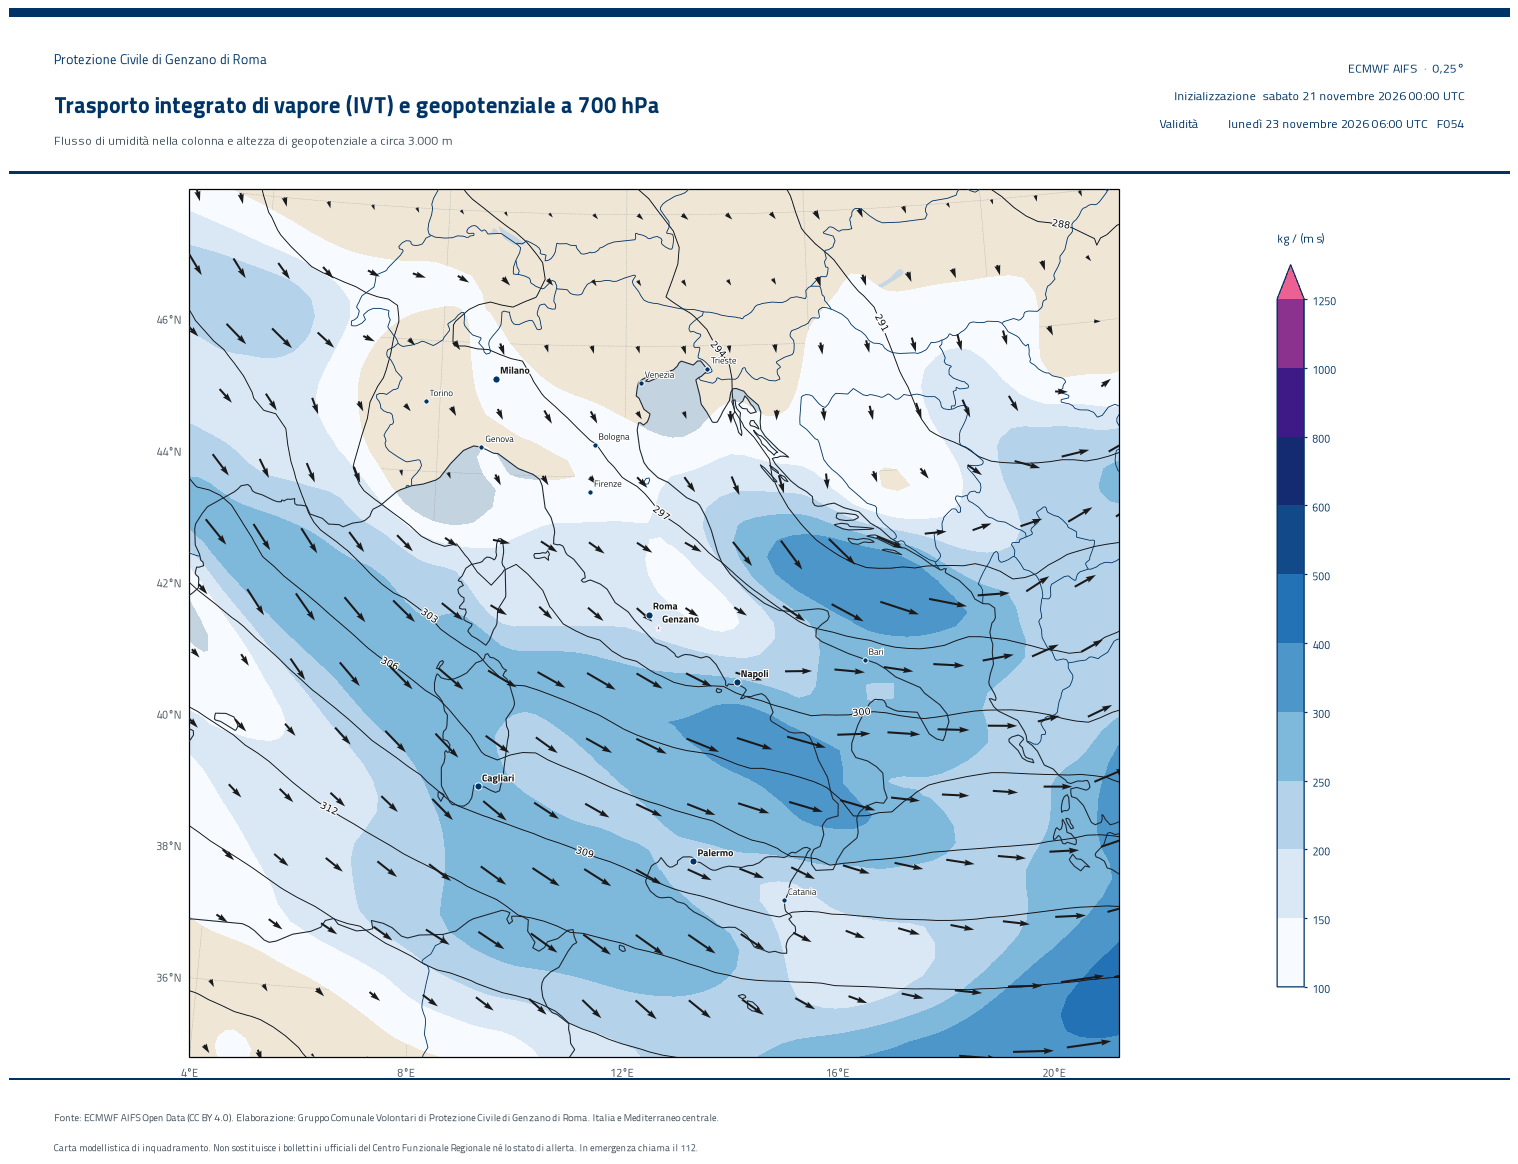 Protezione Civile di Genzano di Roma
Trasporto integrato di vapore (IVT) e geopotenziale a 700 hPa
Flusso di umidità nella colonna e altezza di geopotenziale a circa 3.000 m
ECMWF AIFS · 0,25°
Inizializzazione sabato 21 novembre 2026 00:00 UTC
Validità lunedì 23 novembre 2026 06:00 UTC F054
kg / (m s)
1250
1000
800
600
500
400
300
250
200
150
100
46°N
44°N
42°N
40°N
38°N
36°N
4°E
8°E
12°E
16°E
20°E
288
291
294
297
300
303
306
309
312
Milano
Torino
Venezia
Trieste
Genova
Bologna
Firenze
Roma
Genzano
Napoli
Bari
Cagliari
Palermo
Catania
Fonte: ECMWF AIFS Open Data (CC BY 4.0). Elaborazione: Gruppo Comunale Volontari di Protezione Civile di Genzano di Roma. Italia e Mediterraneo centrale.
Carta modellistica di inquadramento. Non sostituisce i bollettini ufficiali del Centro Funzionale Regionale né lo stato di allerta. In emergenza chiama il 112.